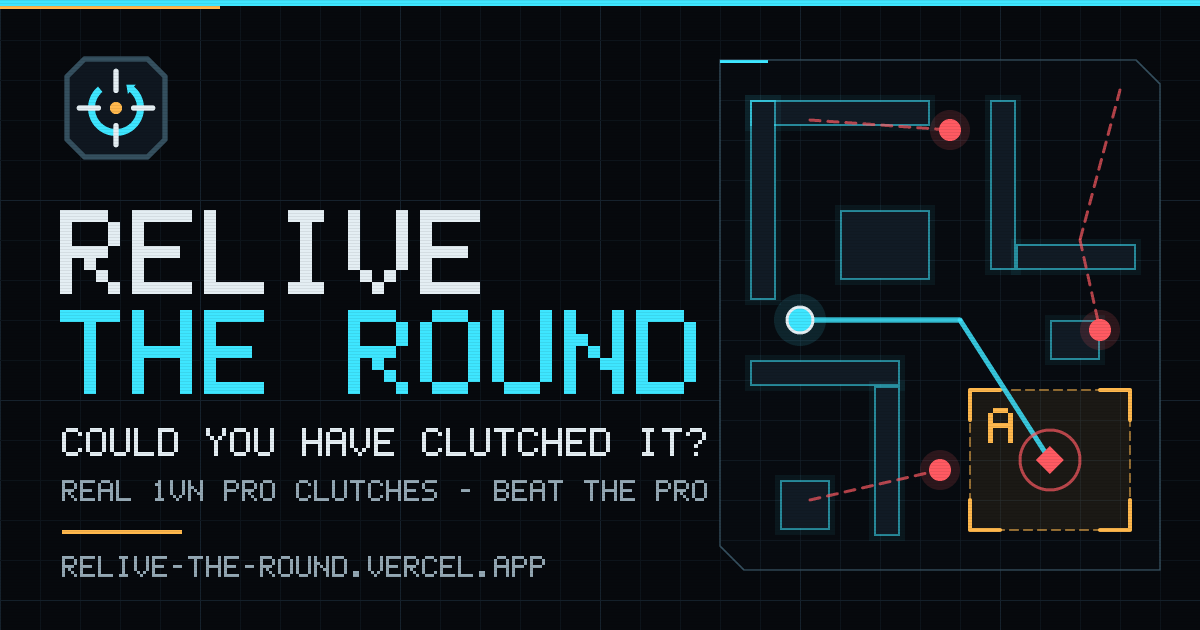 RELIVE
THE ROUND
COULD YOU HAVE CLUTCHED IT?
REAL 1VN PRO CLUTCHES - BEAT THE PRO
RELIVE-THE-ROUND.VERCEL.APP
A